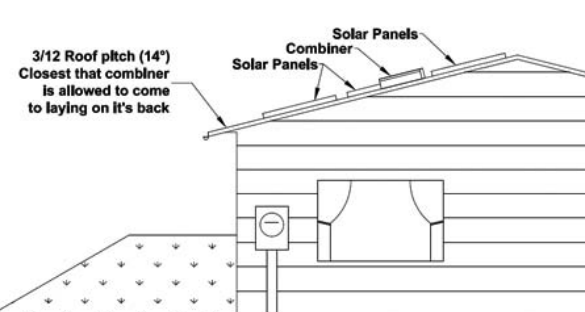 Solar Panels
Combiner
Solar Panels
3/12 Roof pitch (14°)
Closest that combiner
is allowed to come
to laying on it's back